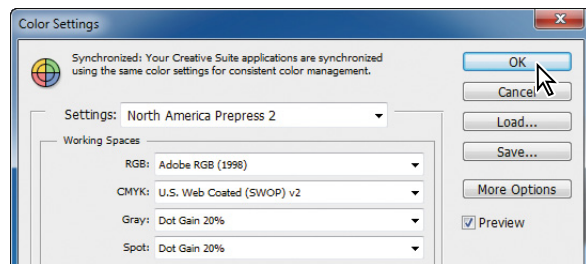 Color Settings
Synchronized: Your Creative Suite applications are synchronized
using the same color settings for consistent color management.
OK
Cancel
Settings: North America Prepress 2
Load...
Working Spaces
Save...
RGB: Adobe RGB (1998)
CMYK: U.S. Web Coated (SWOP) v2
More Options
Gray: Dot Gain 20%
Preview
Spot: Dot Gain 20%